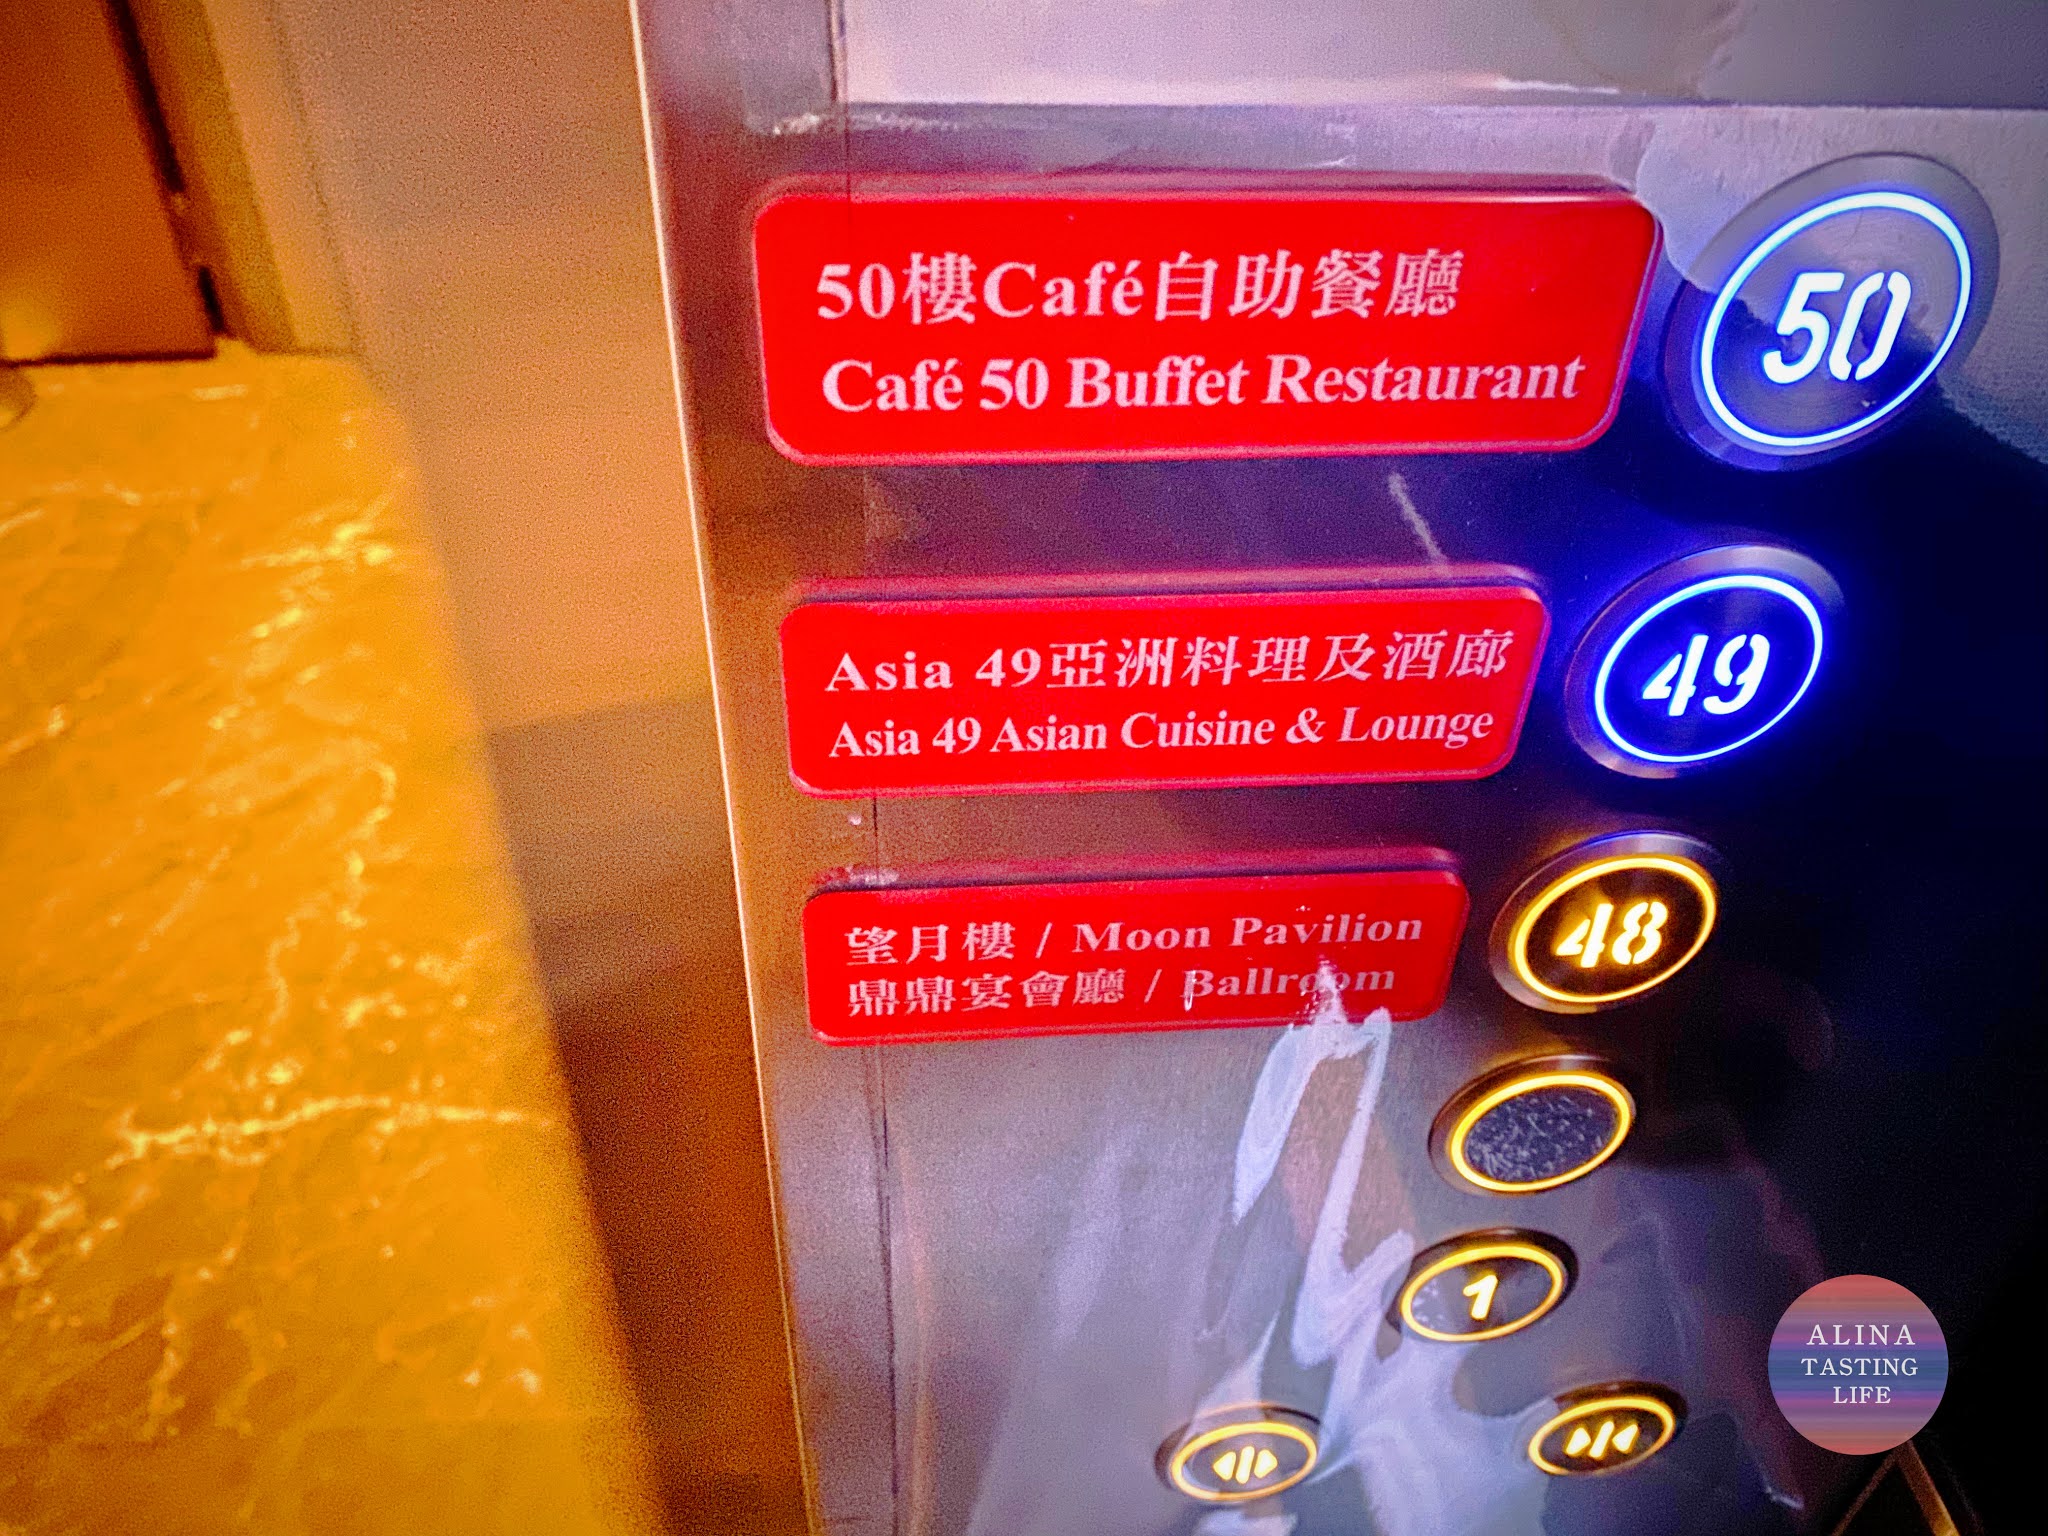 50樓Café自助餐廳
Café 50 Buffet Restaurant
50
Asia 49亞洲料理及酒廊
Asia 49 Asian Cuisine & Lounge
49
望月樓 / Moon Pavilion
鼎鼎宴會廳 / Ballroom
48
1
ALINA
TASTING
LIFE